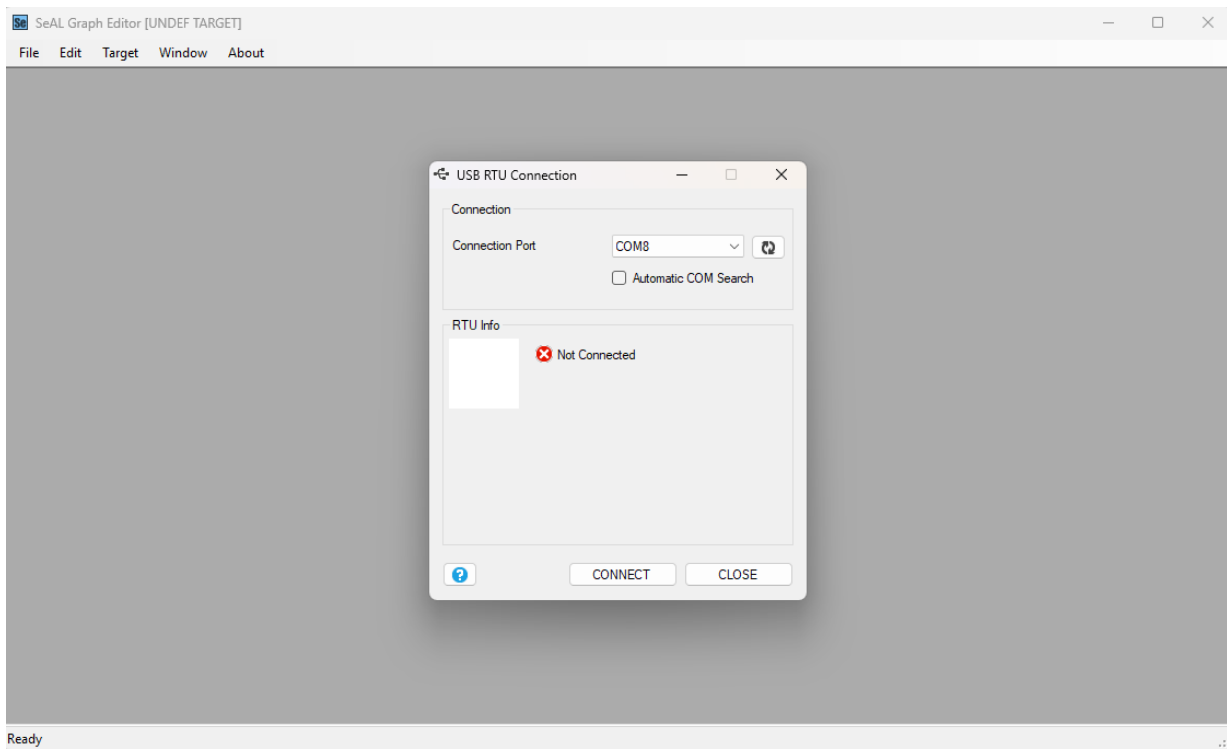 Se SeAL Graph Editor [UNDEF TARGET]
File Edit Target Window About
USB RTU Connection
Connection
Connection Port COM8
Automatic COM Search
RTU Info
Not Connected
? CONNECT CLOSE
Ready